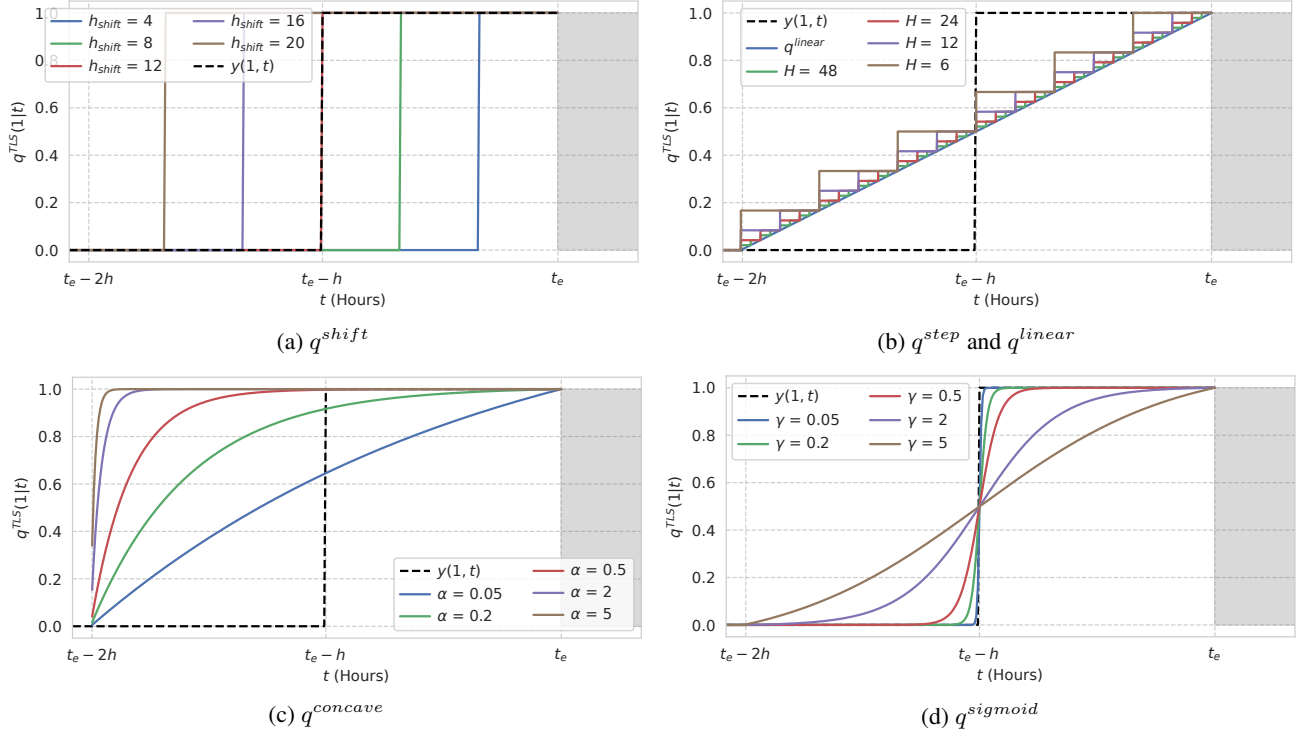 h_shift = 4
h_shift = 8
h_shift = 12
h_shift = 16
h_shift = 20
y(1, t)
1.0
0.8
0.6
0.4
0.2
0.0
q^TLS(1|t)
t_e − 2h
t_e − h
t_e
t (Hours)
(a) q^shift
y(1, t)
q^linear
H = 48
H = 24
H = 12
H = 6
1.0
0.8
0.6
0.4
0.2
0.0
q^TLS(1|t)
t_e − 2h
t_e − h
t_e
t (Hours)
(b) q^step and q^linear
1.0
0.8
0.6
0.4
0.2
0.0
q^TLS(1|t)
y(1, t)
α = 0.05
α = 0.2
α = 0.5
α = 2
α = 5
t_e − 2h
t_e − h
t_e
t (Hours)
(c) q^concave
y(1, t)
γ = 0.05
γ = 0.2
γ = 0.5
γ = 2
γ = 5
1.0
0.8
0.6
0.4
0.2
0.0
q^TLS(1|t)
t_e − 2h
t_e − h
t_e
t (Hours)
(d) q^sigmoid